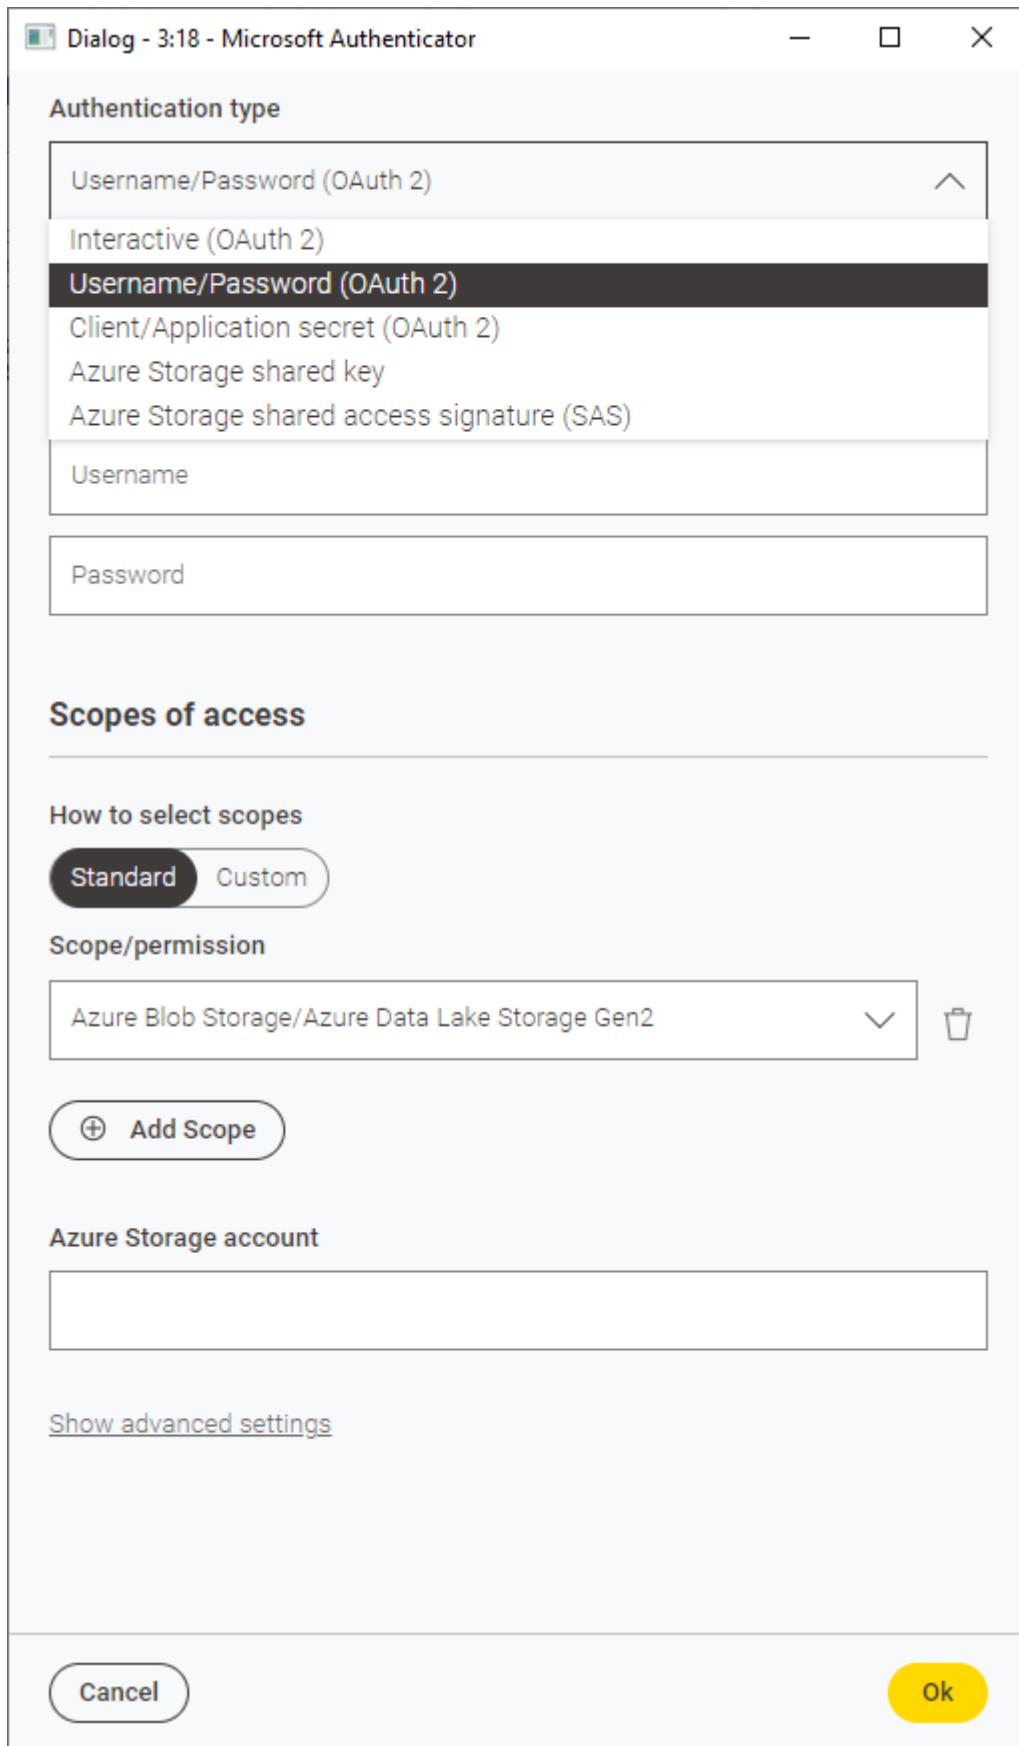 Dialog - 3:18 - Microsoft Authenticator
Authentication type
Username/Password (OAuth 2)
Interactive (OAuth 2)
Username/Password (OAuth 2)
Client/Application secret (OAuth 2)
Azure Storage shared key
Azure Storage shared access signature (SAS)
Username
Password
Scopes of access
How to select scopes
Standard Custom
Scope/permission
Azure Blob Storage/Azure Data Lake Storage Gen2
Add Scope
Azure Storage account
Show advanced settings
Cancel Ok